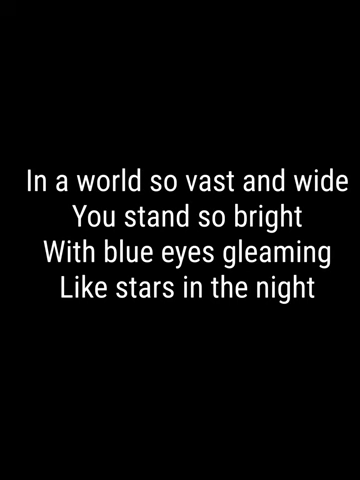 In a world so vast and wide
You stand so bright
With blue eyes gleaming
Like stars in the night